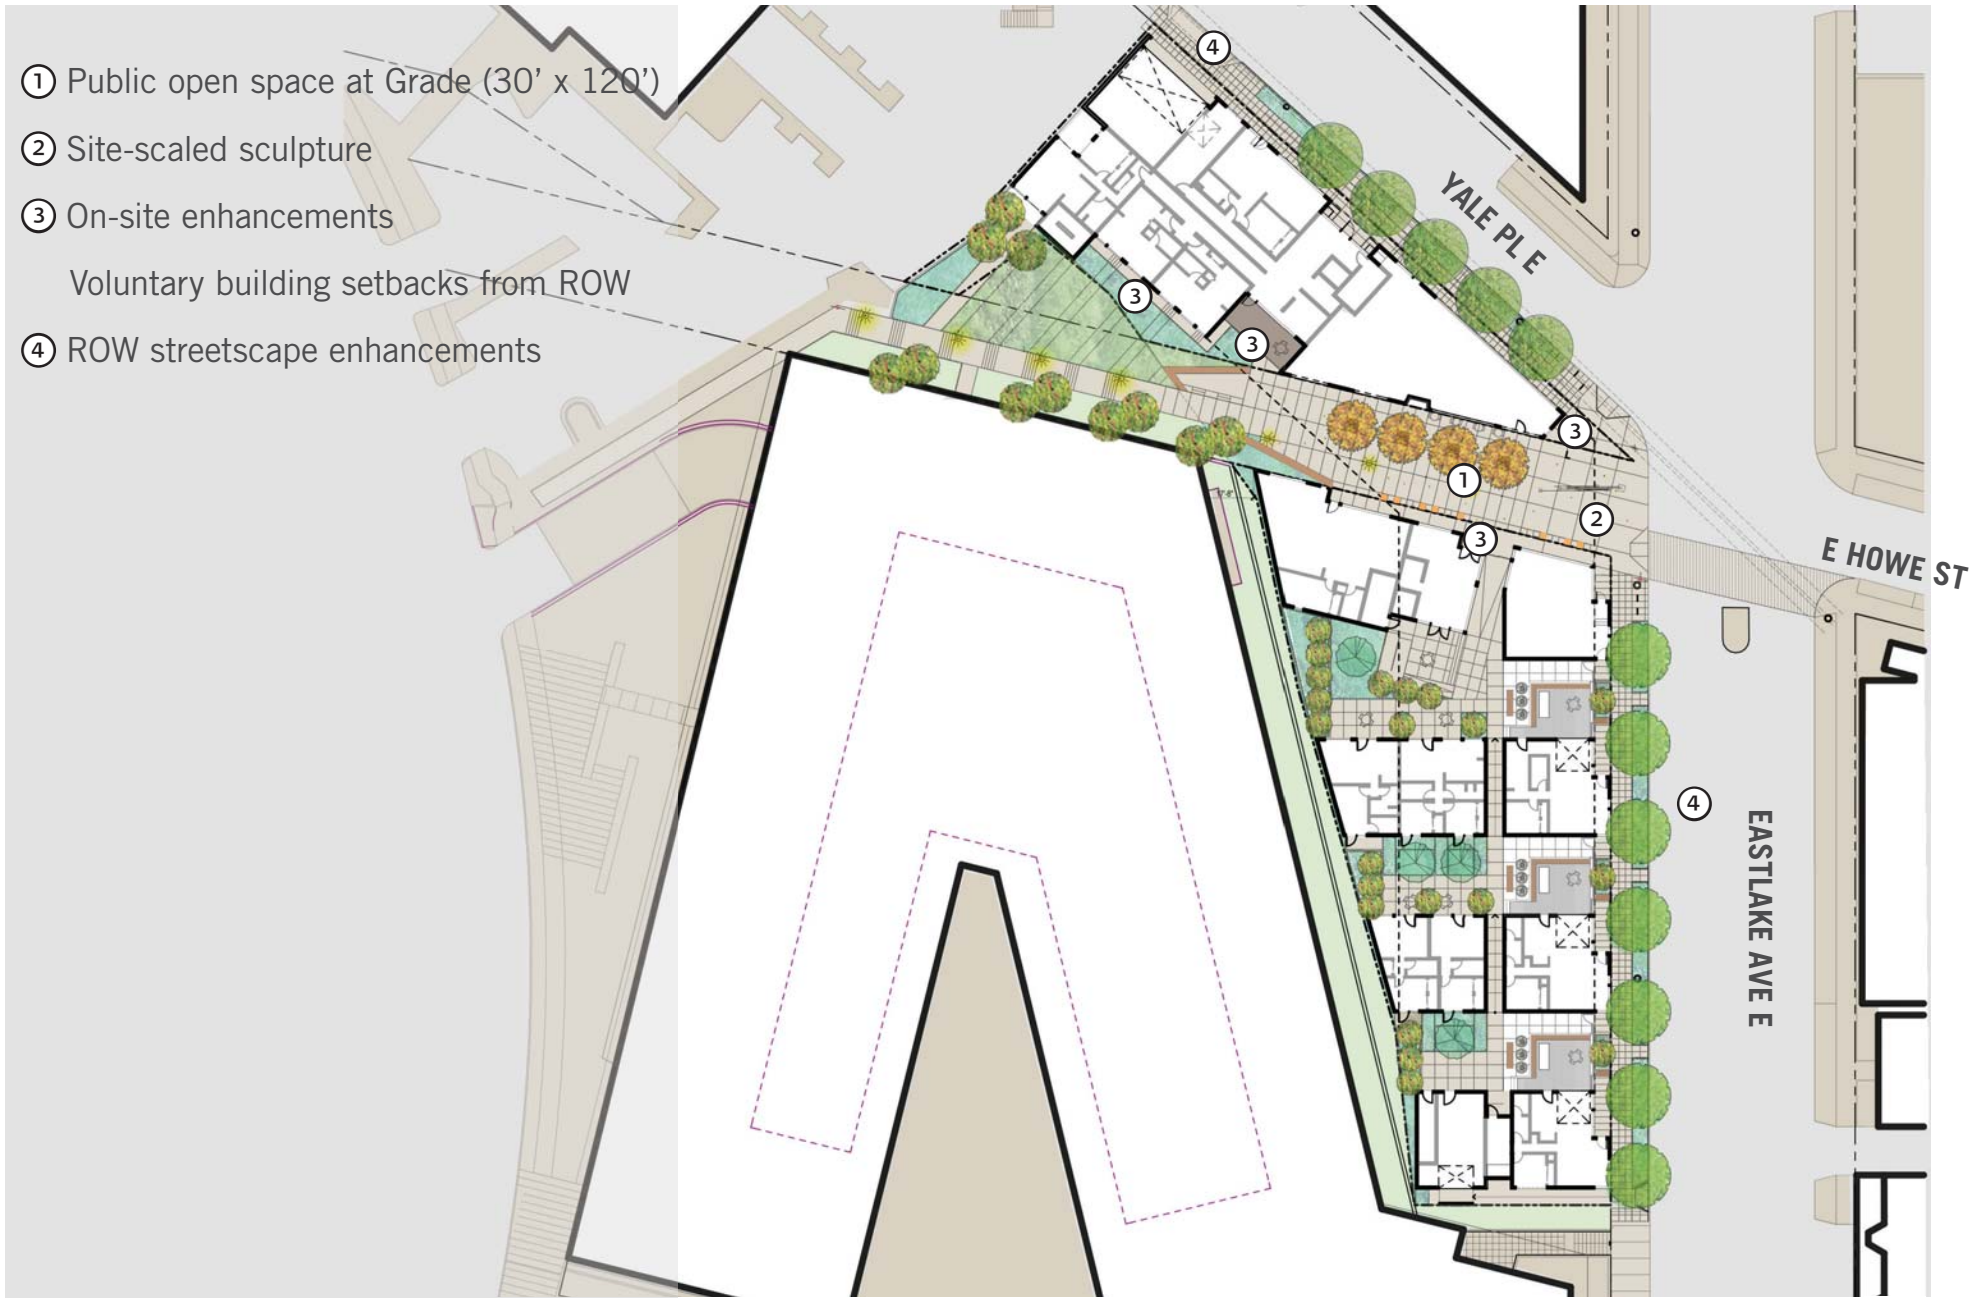 1 Public open space at Grade (30’ x 120’)
2 Site-scaled sculpture
3 On-site enhancements
Voluntary building setbacks from ROW
4 ROW streetscape enhancements
4
YALE PL E
3
3
3
1
2
3
E HOWE ST
4
EASTLAKE AVE E